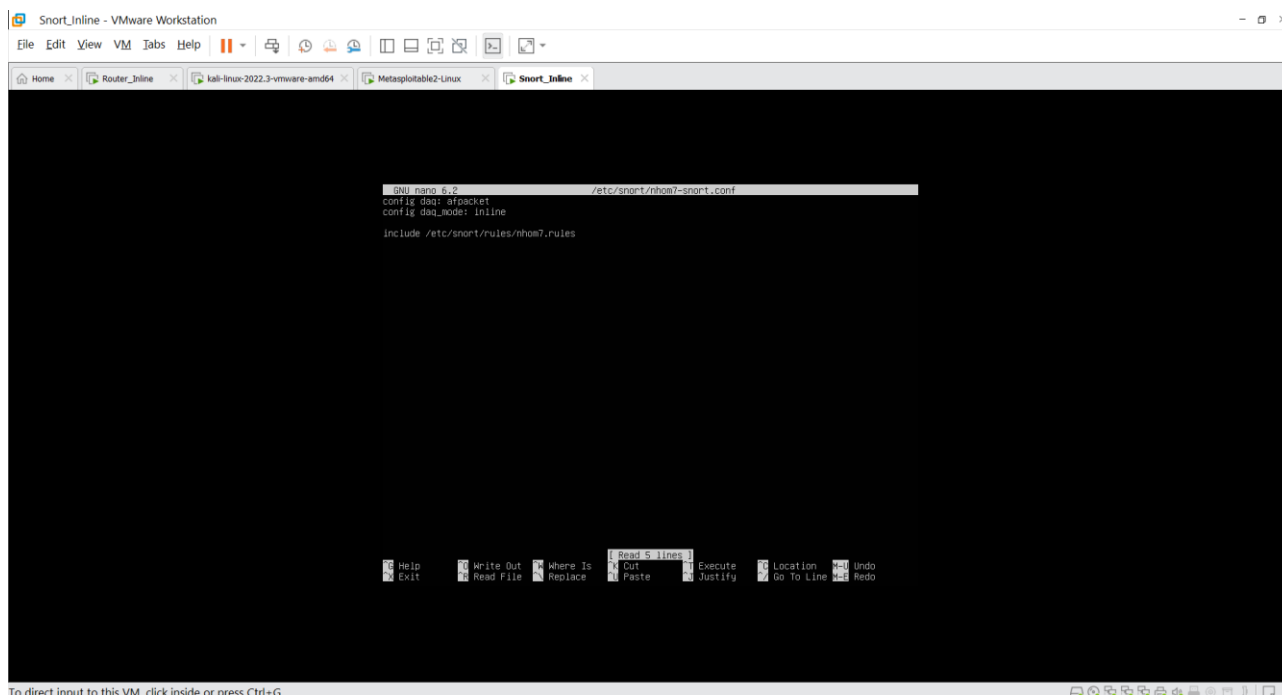 Snort_Inline - VMware Workstation
File Edit View VM Tabs Help
Home Router_Inline kali-linux-2022.3-vmware-amd64 Metasploitable2-Linux Snort_Inline
GNU nano 6.2 /etc/snort/nhom7-snort.conf
config daq: afpacket
config daq_mode: inline
include /etc/snort/rules/nhom7.rules
[ Read 5 lines ]
^G Help ^O Write Out ^W Where Is ^K Cut ^T Execute ^C Location M-U Undo
^X Exit ^R Read File ^\ Replace ^U Paste ^J Justify ^/ Go To Line M-E Redo
To direct input to this VM, click inside or press Ctrl+G.